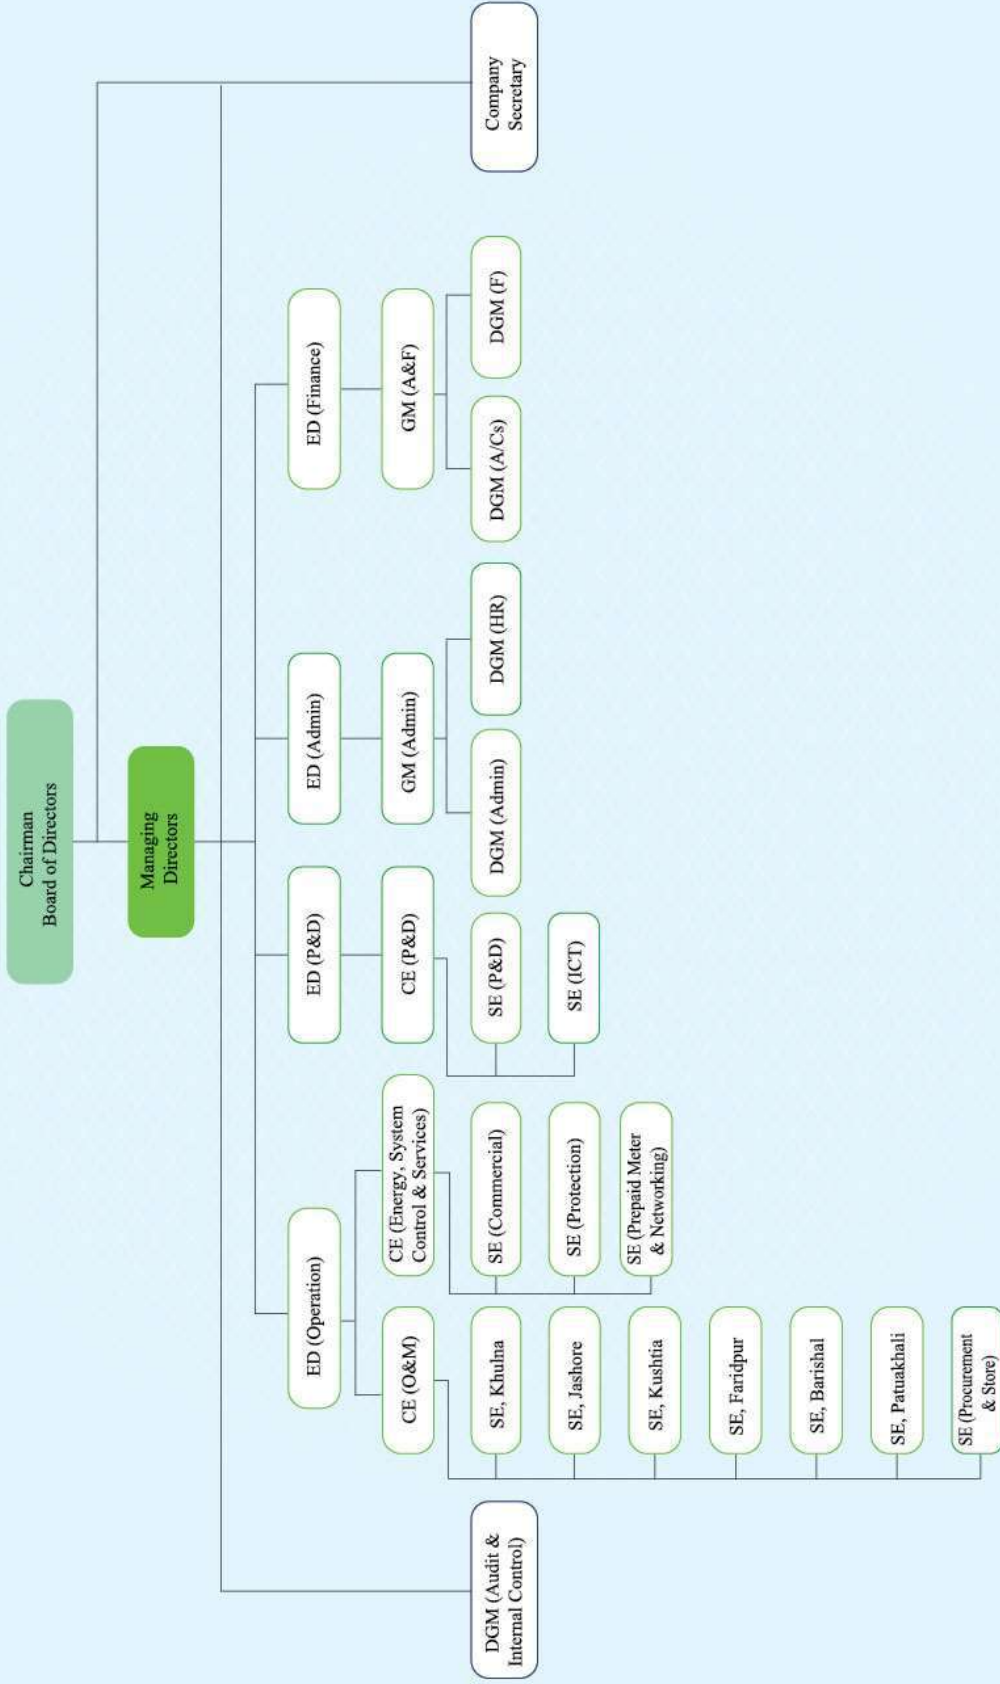 Chairman
Board of Directors
Managing
Directors
ED (Operation)
ED (P&D)
ED (Admin)
ED (Finance)
CE (O&M)
CE (Energy, System
Control & Services)
CE (P&D)
GM (Admin)
GM (A&F)
DGM (Audit &
Internal Control)
SE, Khulna
SE, Jashore
SE, Kushtia
SE, Faridpur
SE, Barishal
SE, Patuakhali
SE (Procurement
& Store)
SE (Commercial)
SE (Protection)
SE (Prepaid Meter
& Networking)
SE (P&D)
SE (ICT)
DGM (Admin)
DGM (HR)
DGM (A/Cs)
DGM (F)
Company
Secretary